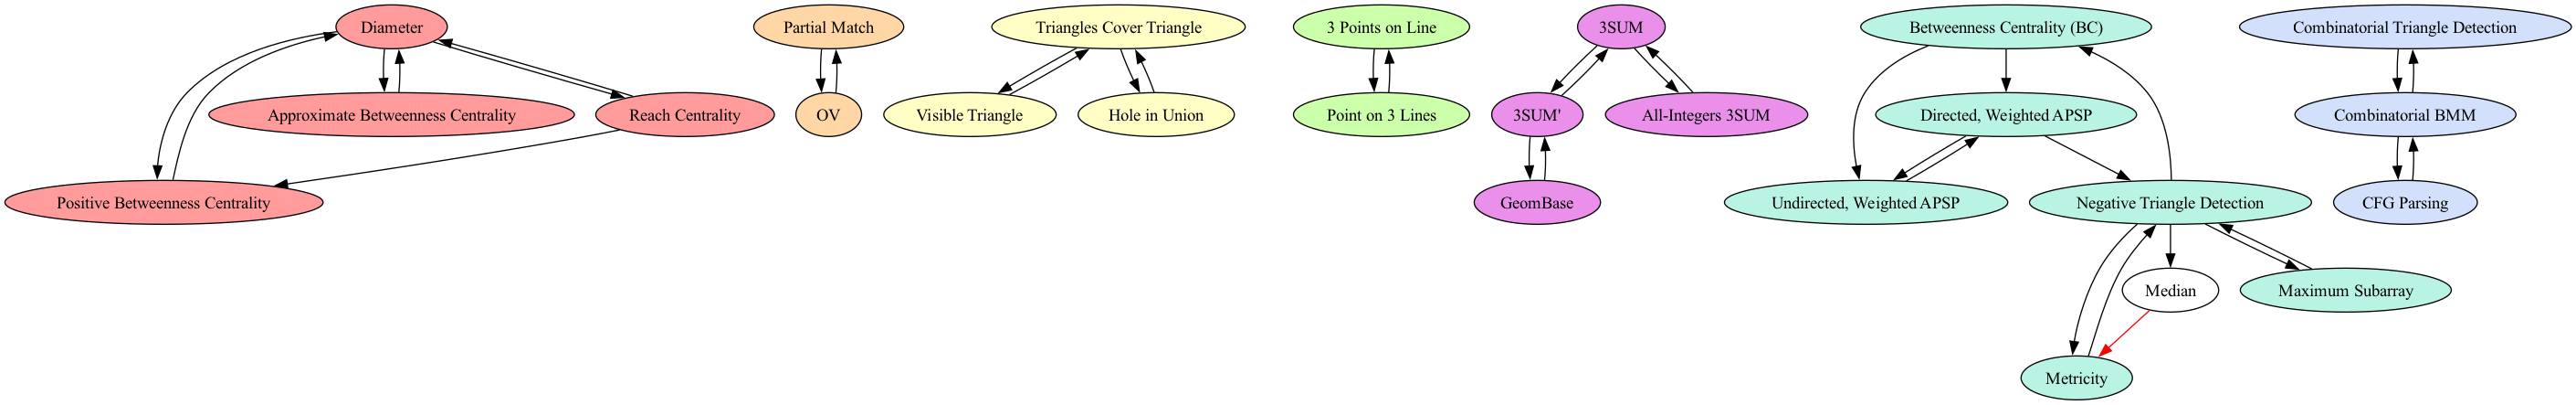 Diameter
Partial Match
Triangles Cover Triangle
3 Points on Line
3SUM
Betweenness Centrality (BC)
Combinatorial Triangle Detection
Approximate Betweenness Centrality
Reach Centrality
OV
Visible Triangle
Hole in Union
Point on 3 Lines
3SUM'
All-Integers 3SUM
Directed, Weighted APSP
Combinatorial BMM
Positive Betweenness Centrality
GeomBase
Undirected, Weighted APSP
Negative Triangle Detection
CFG Parsing
Median
Maximum Subarray
Metricity